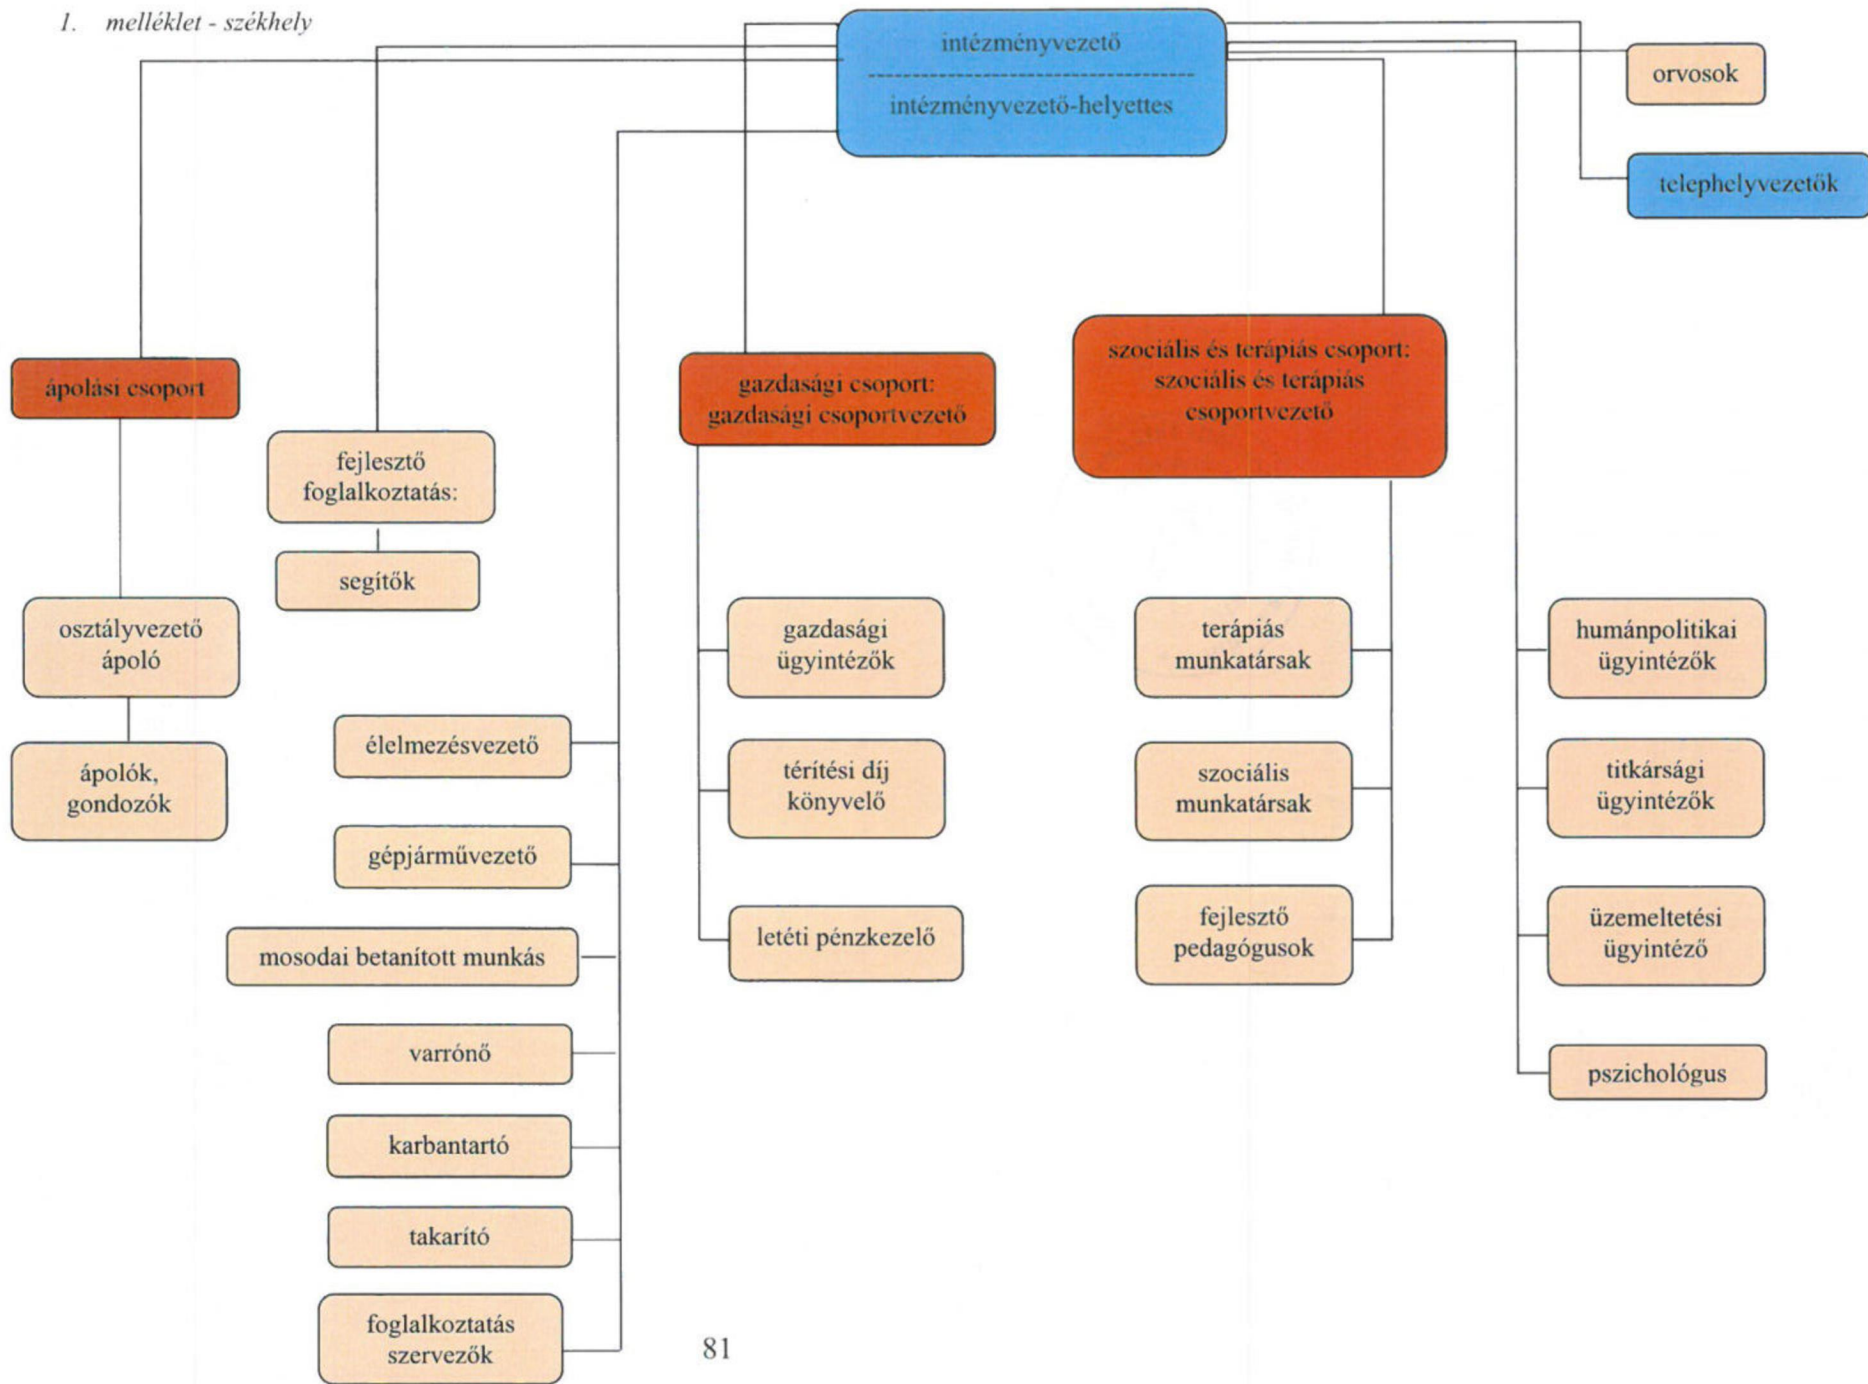 1. melléklet - székhely
intézményvezető
intézményvezető-helyettes
orvosok
telephelyvezetők
ápolási csoport
fejlesztő
foglalkoztatás:
segítők
gazdasági csoport:
gazdasági csoportvezető
szociális és terápiás csoport:
szociális és terápiás
csoportvezető
osztályvezető
ápoló
ápolók,
gondozók
élelmezésvezető
gépjárművezető
mosodai betanított munkás
varrónő
karbantartó
takarító
foglalkoztatás
szervezők
gazdasági
ügyintézők
térítési díj
könyvelő
letéti pénzkezelő
terápiás
munkatársak
szociális
munkatársak
fejlesztő
pedagógusok
humánpolitikai
ügyintézők
titkársági
ügyintézők
üzemeltetési
ügyintéző
pszichológus
81